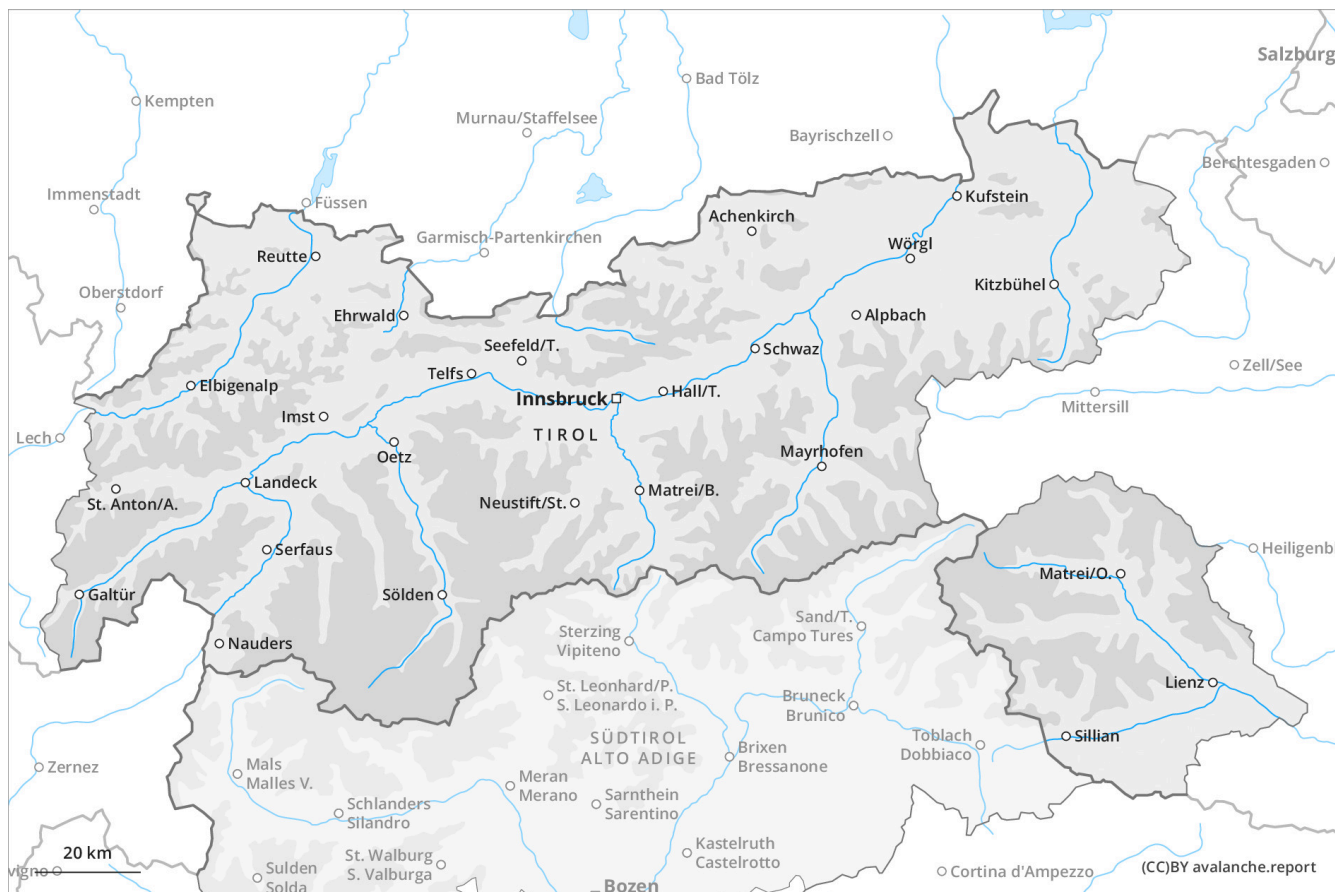 Salzburg
Bad Tölz
Kempten
Murnau/Staffelsee
Bayrischzell
Berchtesgaden
Immenstadt
Kufstein
Füssen
Achenkirch
Garmisch-Partenkirchen
Wörgl
Reutte
Kitzbühel
Oberstdorf
Ehrwald
Alpbach
Seefeld/T.
Schwaz
Zell/See
Telfs
Elbigenalp
Hall/T.
Innsbruck
Mittersill
Imst
TIROL
Lech
Oetz
Mayrhofen
Landeck
Matrei/B.
St. Anton/A.
Neustift/St.
Serfaus
Heiligenb
Matrei/O.
Galtür
Sölden
Sand/T.
Campo Tures
Sterzing
Vipiteno
Nauders
Lienz
St. Leonhard/P.
S. Leonardo i. P.
Bruneck
Brunico
Sillian
Toblach
Dobbiaco
SÜDTIROL
ALTO ADIGE
Brixen
Bressanone
Zernez
Mals
Malles V.
Meran
Merano
Sarnthein
Sarentino
Schlanders
Silandro
Kastelruth
Castelrotto
20 km
St. Walburg
S. Valburga
vigno
Sulden
Solda
Cortina d'Ampezzo
(CC)BY avalanche.report
Bozen